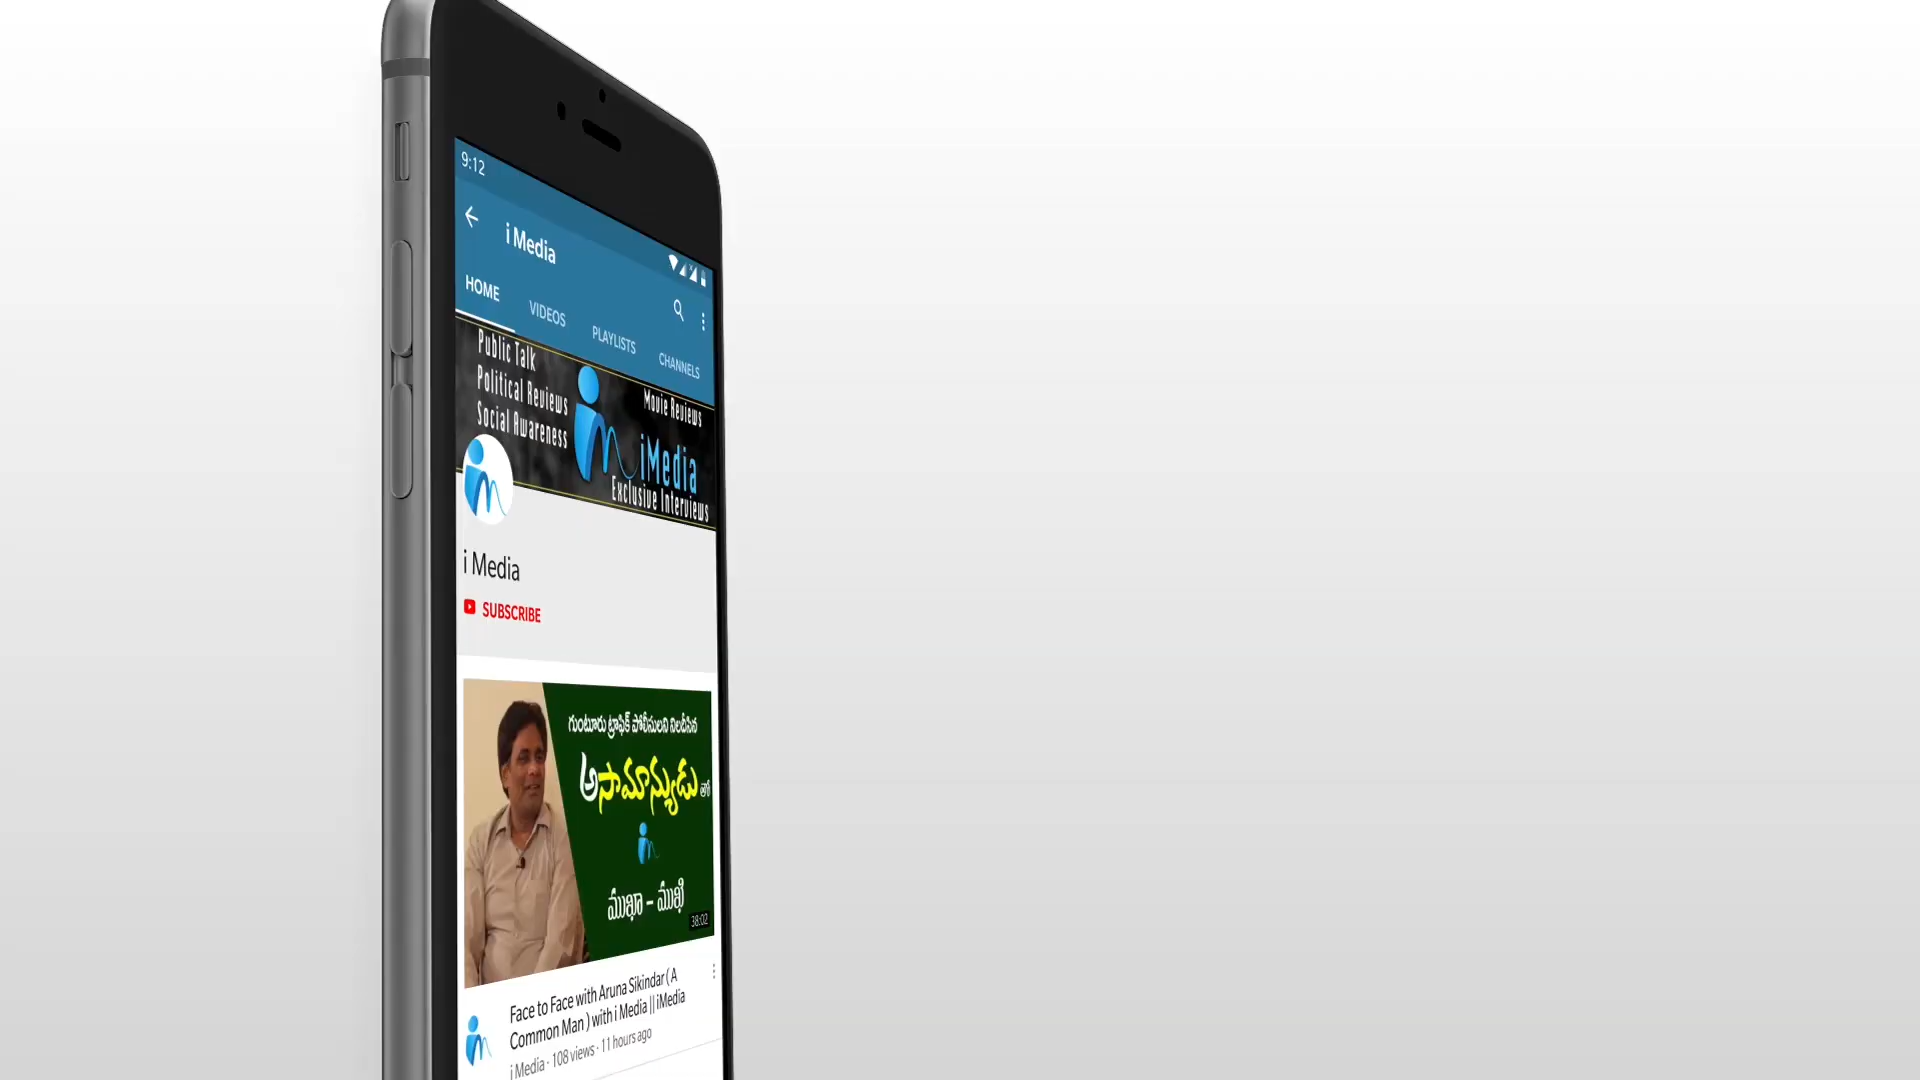 9:12
i Media
HOME
VIDEOS
PLAYLISTS
CHANNELS
Public Talk
Political Reviews
Social Awareness
Movie Reviews
iMedia
Exclusive Interviews
i Media
SUBSCRIBE
గుంటూరు ట్రాఫిక్ పోలీసులని నిలదీసిన
అసామాన్యుడు తో
ముఖా - ముఖి
38:02
Face to Face with Aruna Sikindar ( A
Common Man ) with i Media || iMedia
i Media · 108 views · 11 hours ago